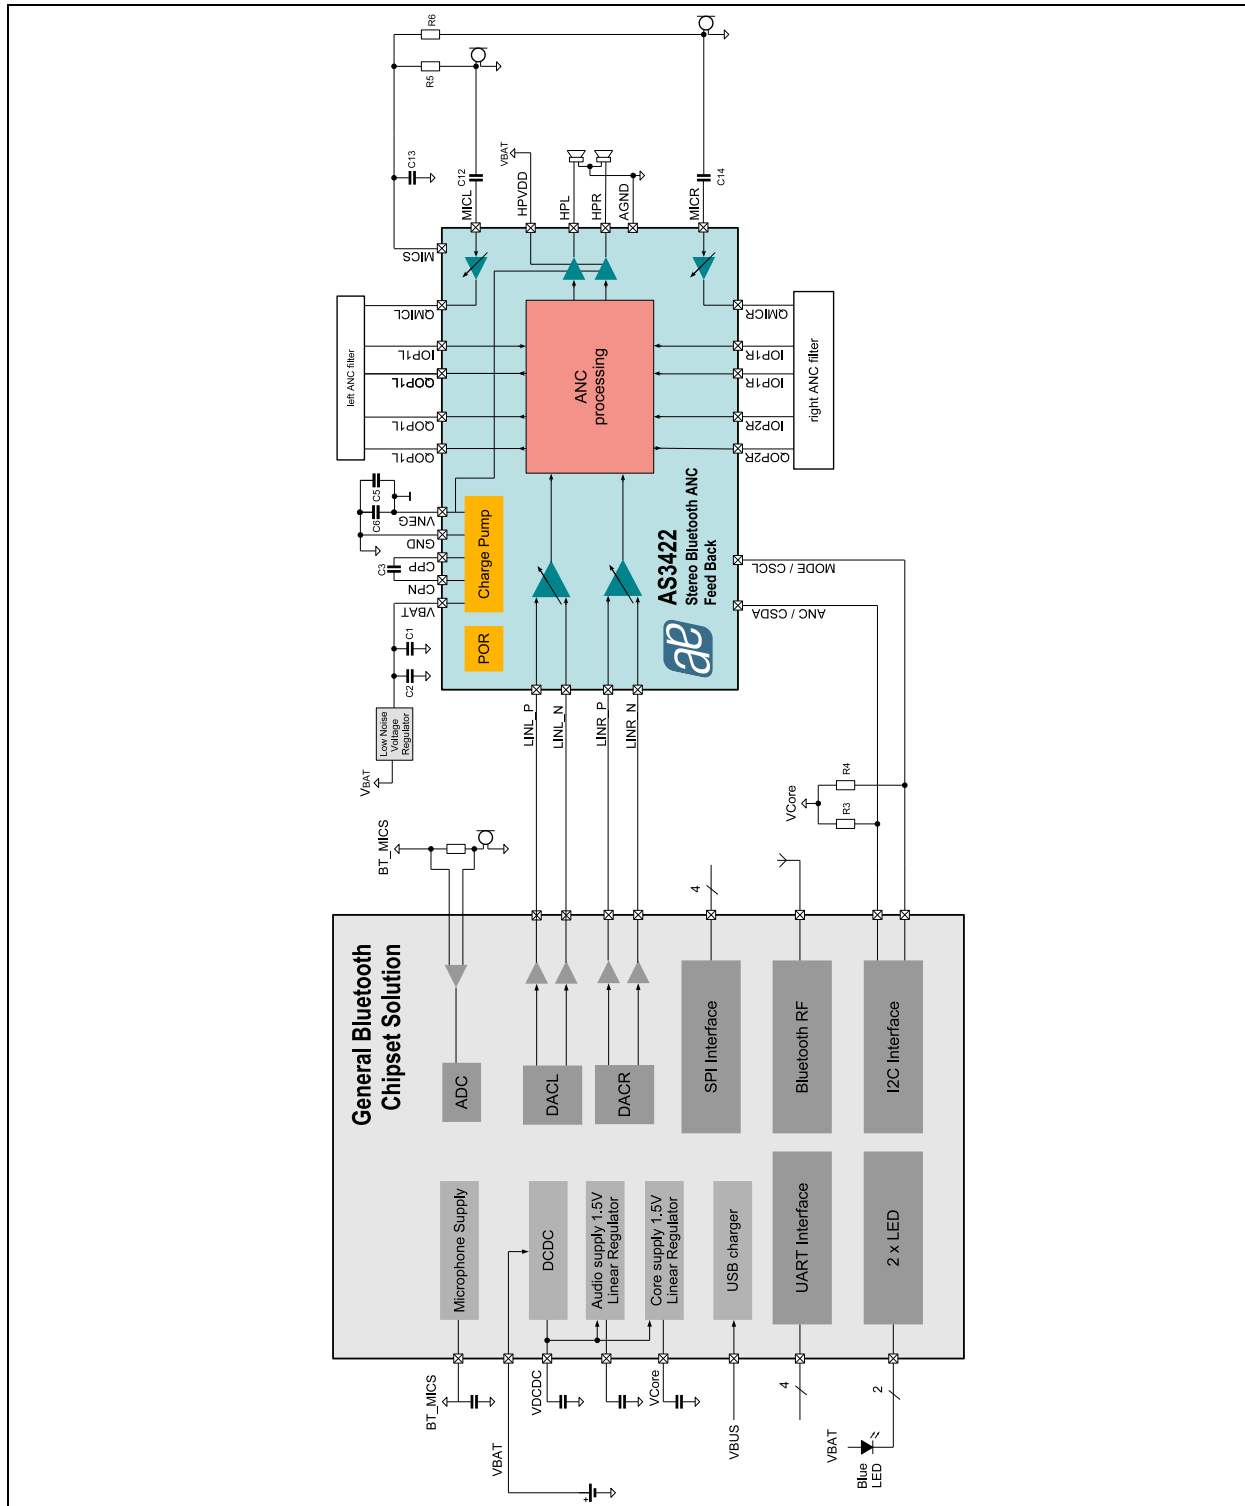 General Bluetooth
Chipset Solution
Microphone Supply
DCDC
Audio supply 1.5V
Linear Regulator
Core supply 1.5V
Linear Regulator
USB charger
UART Interface
2 x LED
ADC
DACL
DACR
SPI Interface
Bluetooth RF
I2C Interface
BT_MICS
VBAT
VDCDC
VCore
VBUS
4
2
VBAT
Blue
LED
+
BT_MICS
4
VCore
R3
R4
VBAT
Low Noise
Voltage
Regulator
C2
C1
LINL_P
LINL_N
LINR_P
LINR_N
AS3422
Stereo Bluetooth ANC
Feed Back
ae
POR
Charge Pump
ANC
processing
VBAT
CPN
CPP
GND
VNEG
C3
C6
C5
QOP1L
QOP1L
QOP1L
IOP1L
QMICL
MICS
left ANC filter
ANC / CSDA
MODE / CSCL
QOP2R
IOP2R
IOP1R
IOP1R
QMICR
right ANC filter
MICL
HPVDD
HPL
HPR
AGND
MICR
VBAT
C13
C12
C14
R5
R6